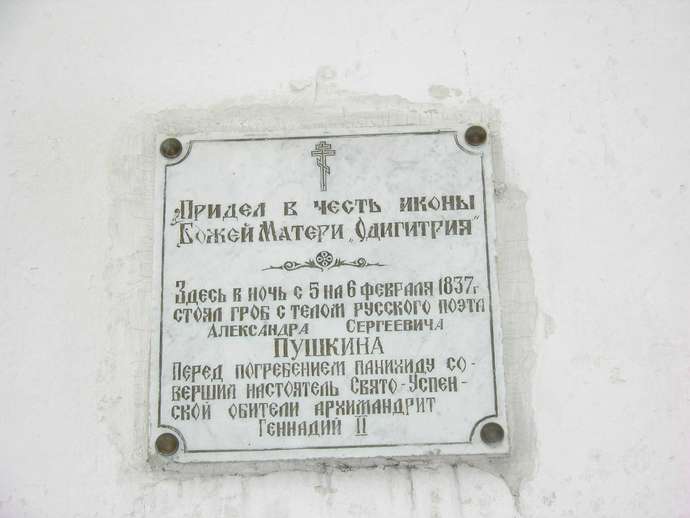 Придел в честь иконы
Божей Матери „Одигитрия"
Здесь в ночь с 5 на 6 февраля 1837г
стоял гроб с телом русского поэта
Александра Сергеевича
ПУШКИНА
Перед погребением панихиду со-
вершил настоятель Свято-Успен-
ской обители архимандрит
Геннадий II